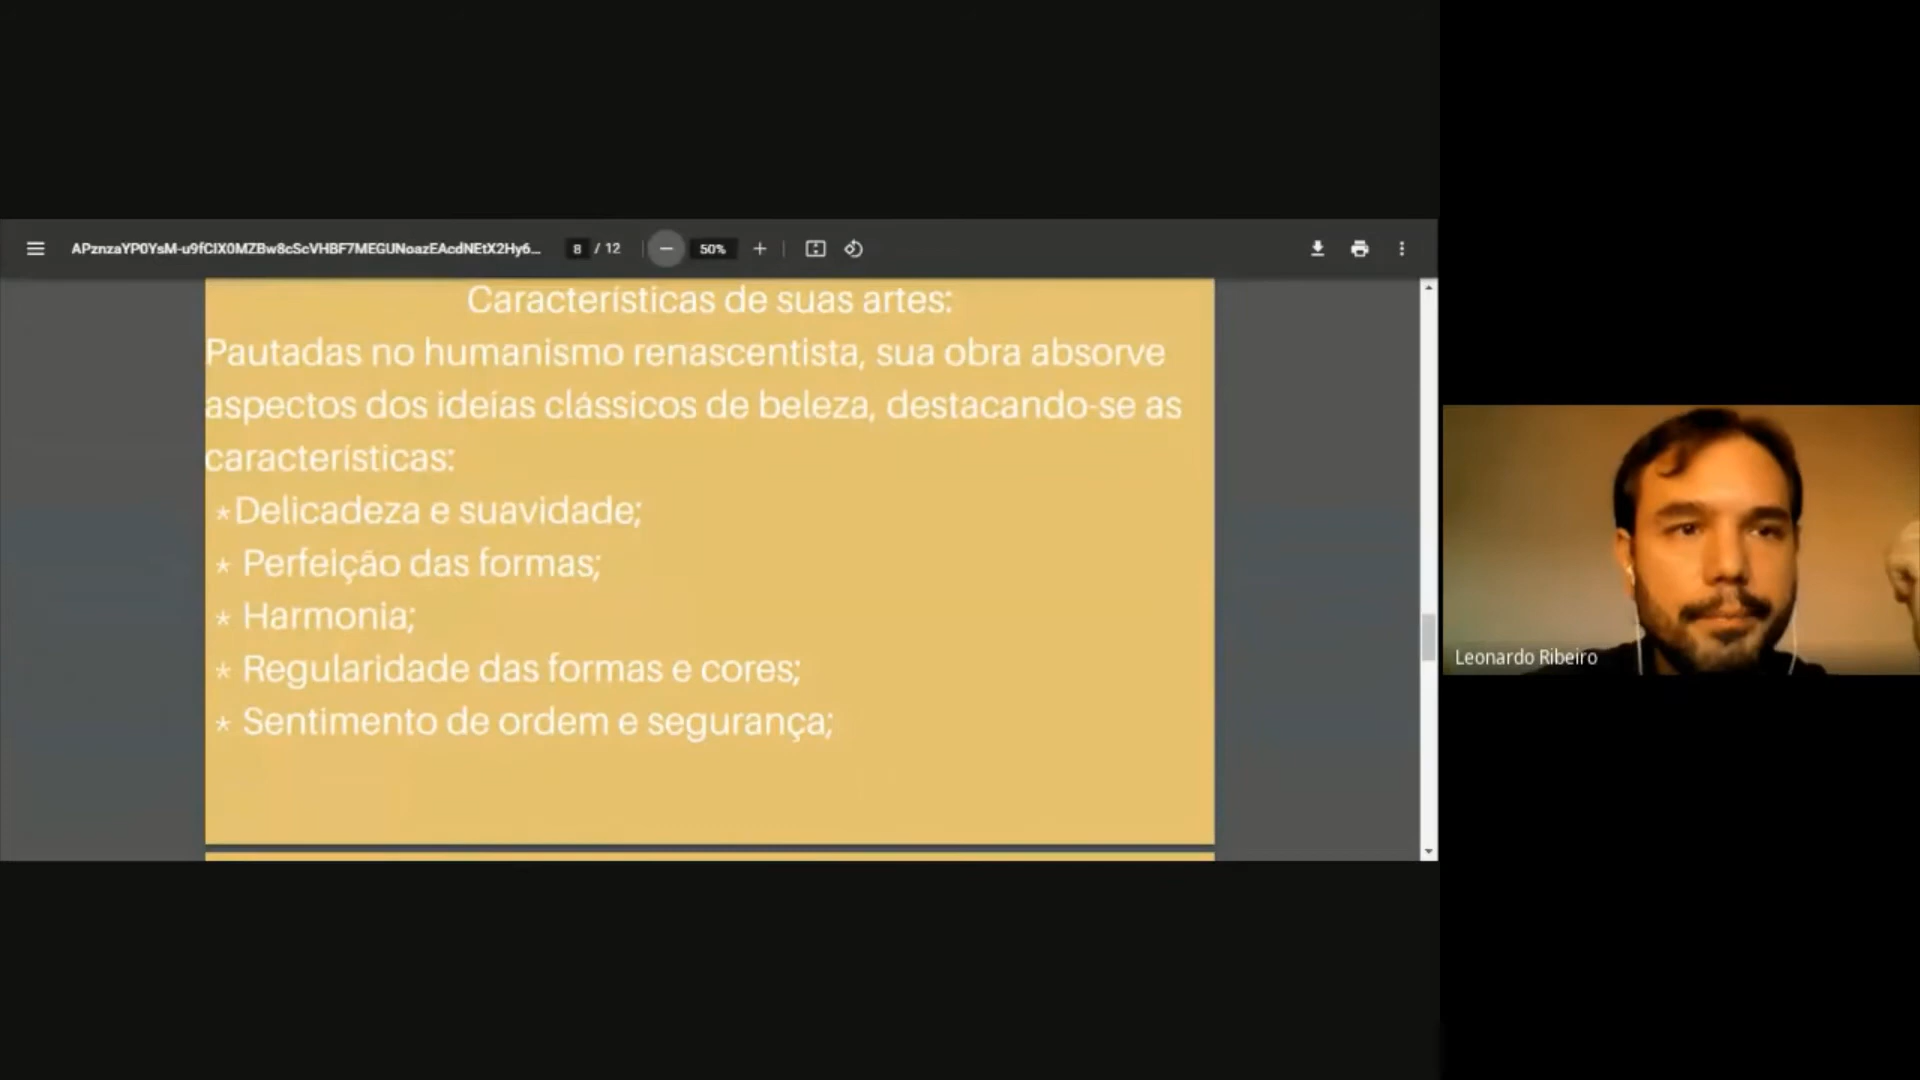 APznzaYP0YsM-u9fCIX0MZBw8cScVHBF7MEGUNoazEAcdNEtX2Hy6... 8 / 12 50%
Características de suas artes:
Pautadas no humanismo renascentista, sua obra absorve
aspectos dos ideías clássicos de beleza, destacando-se as
características:
*Delicadeza e suavidade;
* Perfeição das formas;
* Harmonia;
* Regularidade das formas e cores;
* Sentimento de ordem e segurança;
Leonardo Ribeiro